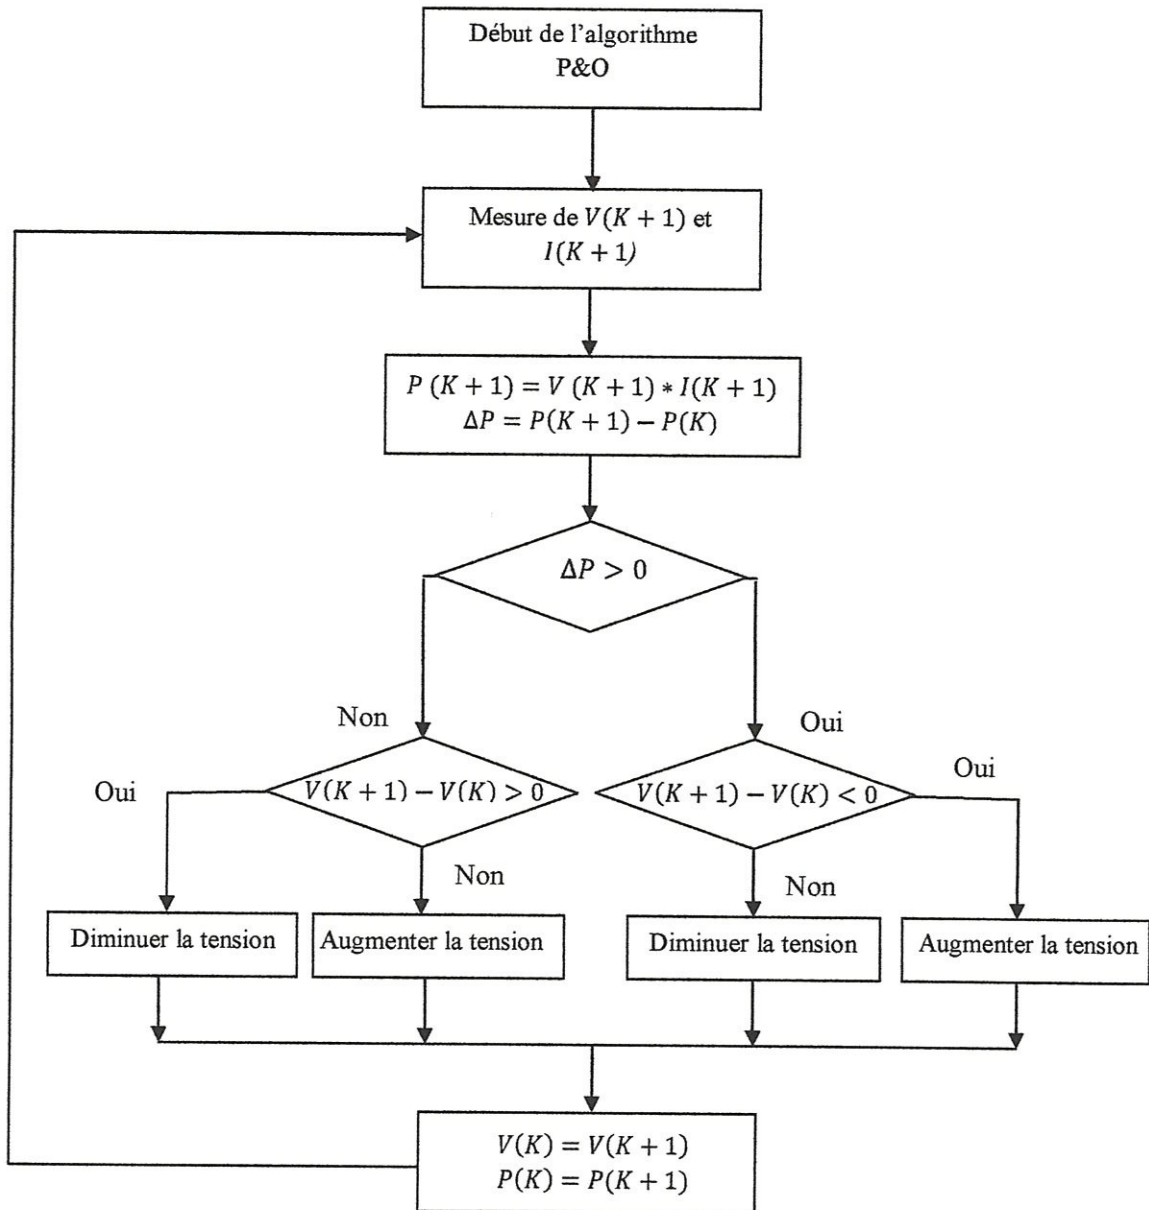 Début de l’algorithme
P&O
Mesure de V(K + 1) et
I(K + 1)
P (K + 1) = V (K + 1) ∗ I(K + 1)
ΔP = P(K + 1) − P(K)
ΔP > 0
Non
Oui
Oui
V(K + 1) − V(K) > 0
V(K + 1) − V(K) < 0
Oui
Non
Non
Diminuer la tension
Augmenter la tension
Diminuer la tension
Augmenter la tension
V(K) = V(K + 1)
P(K) = P(K + 1)